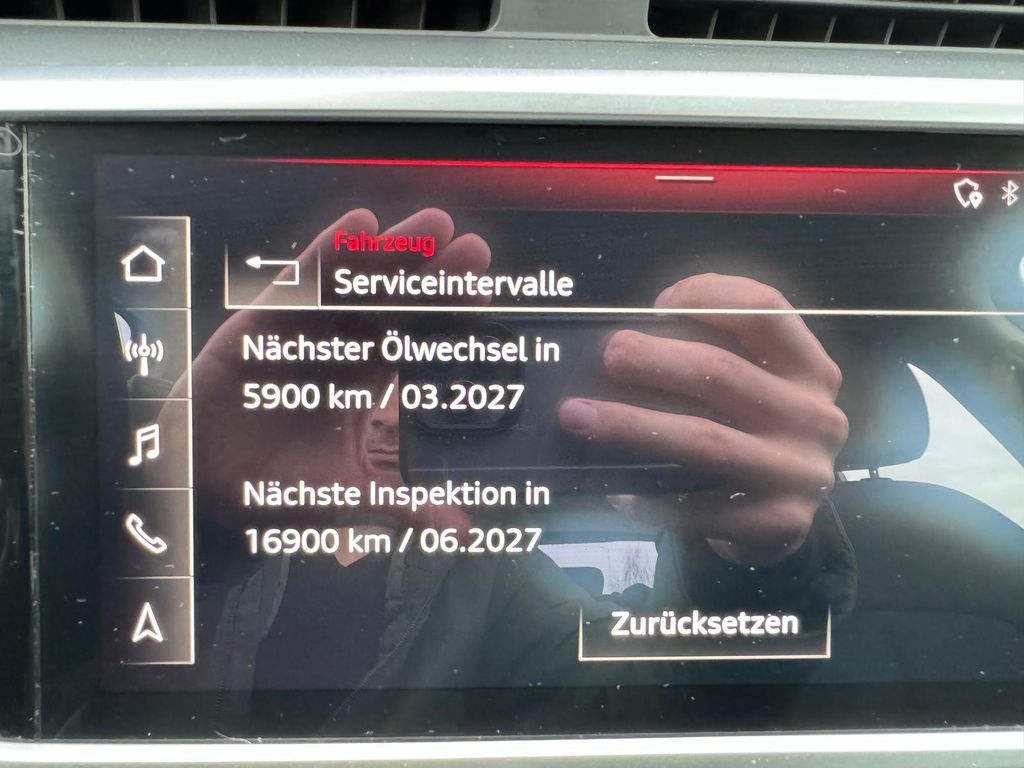 Fahrzeug
Serviceintervalle
Nächster Ölwechsel in
5900 km / 03.2027
Nächste Inspektion in
16900 km / 06.2027
Zurücksetzen